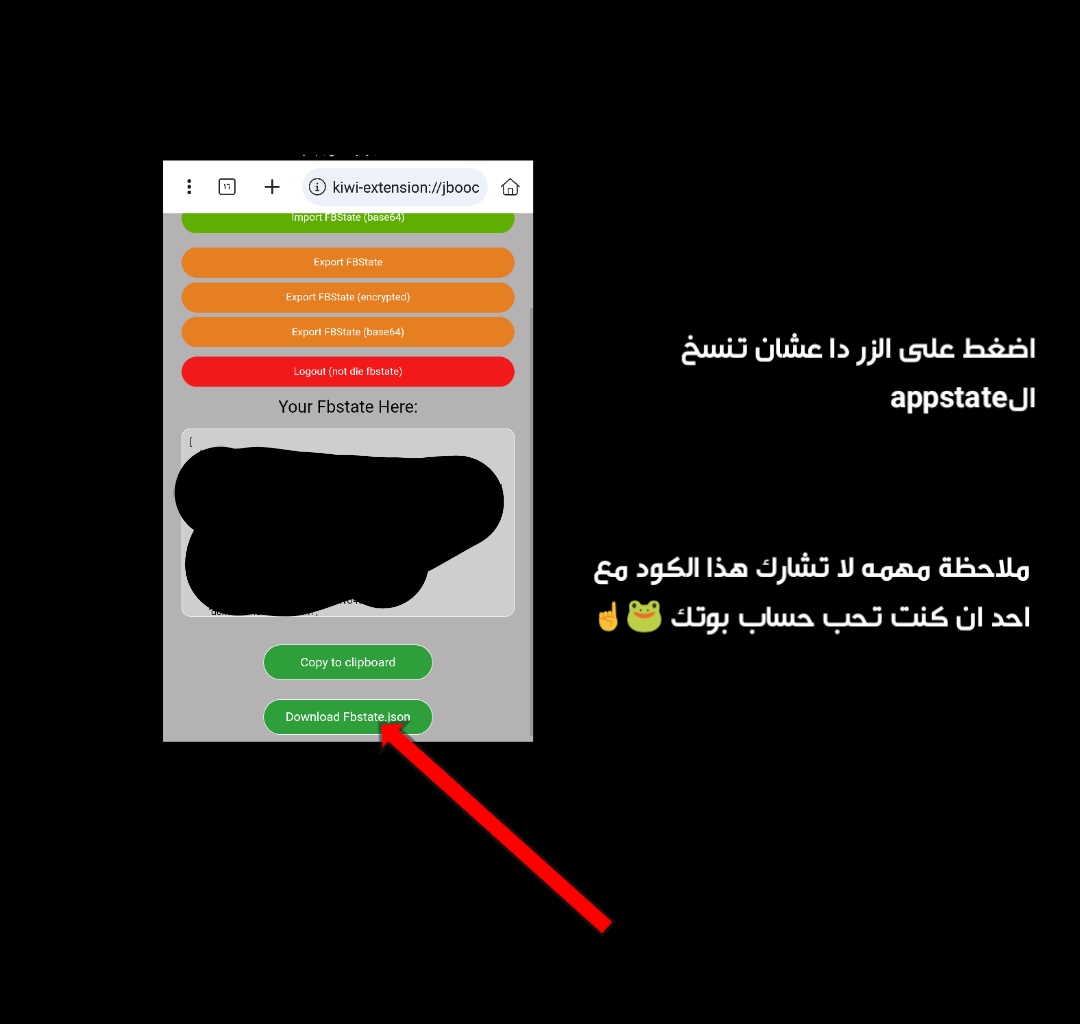 ١٦
kiwi-extension://jbooc
Import FBState (base64)
Export FBState
Export FBState (encrypted)
Export FBState (base64)
Logout (not die fbstate)
Your Fbstate Here:
[
Copy to clipboard
Download Fbstate.json
اضغط على الزر دا عشان تنسخ
الappstate
ملاحظة مهمه لا تشارك هذا الكود مع
احد ان كنت تحب حساب بوتك 🐸☝️